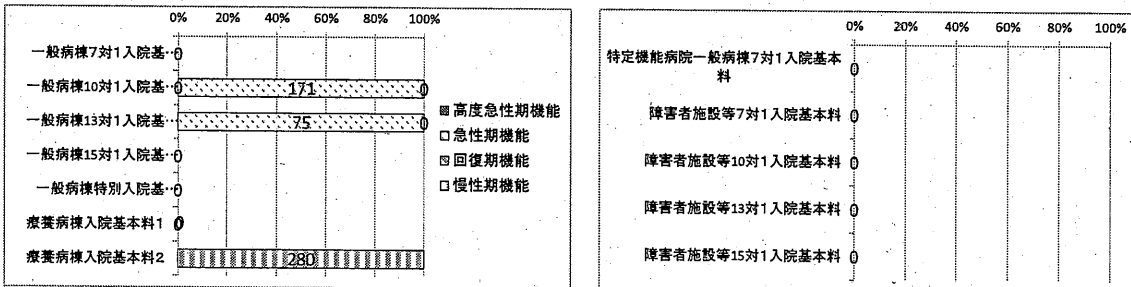 0% 20% 40% 60% 80% 100%
一般病棟7対1入院基… 0
一般病棟10対1入院基… 0 171 0
一般病棟13対1入院基… 0 75 0
一般病棟15対1入院基… 0
一般病棟特別入院基… 0
療養病棟入院基本料1 0
療養病棟入院基本料2 280
高度急性期機能
急性期機能
回復期機能
慢性期機能
0% 20% 40% 60% 80% 100%
特定機能病院一般病棟7対1入院基本
料 0
障害者施設等7対1入院基本料 0
障害者施設等10対1入院基本料 0
障害者施設等13対1入院基本料 0
障害者施設等15対1入院基本料 0